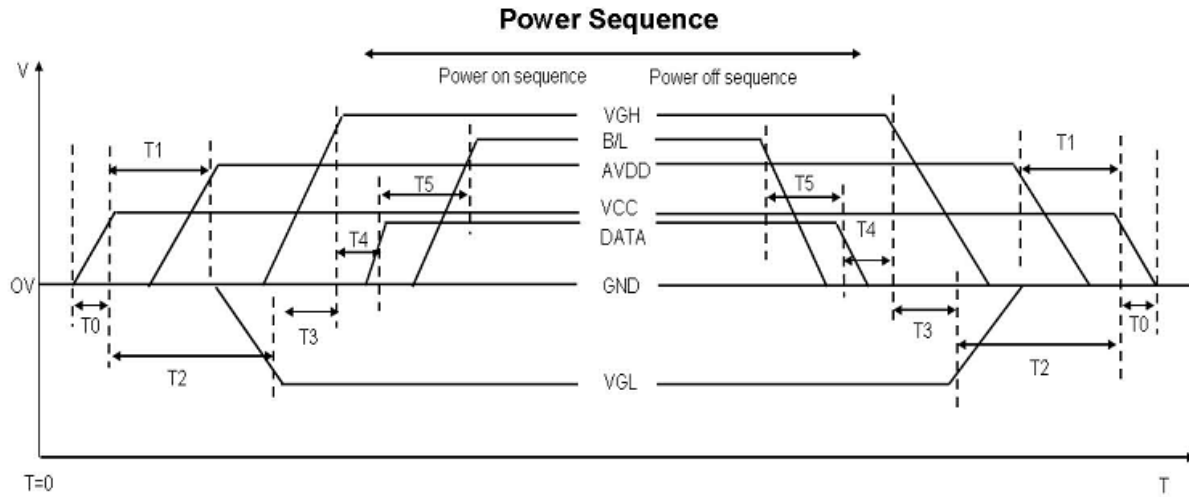 Power Sequence
V
Power on sequence
Power off sequence
VGH
B/L
T1
T1
AVDD
T5
T5
VCC
T4
DATA
T4
OV
GND
T0
T3
T3
T0
T2
VGL
T2
T=0
T